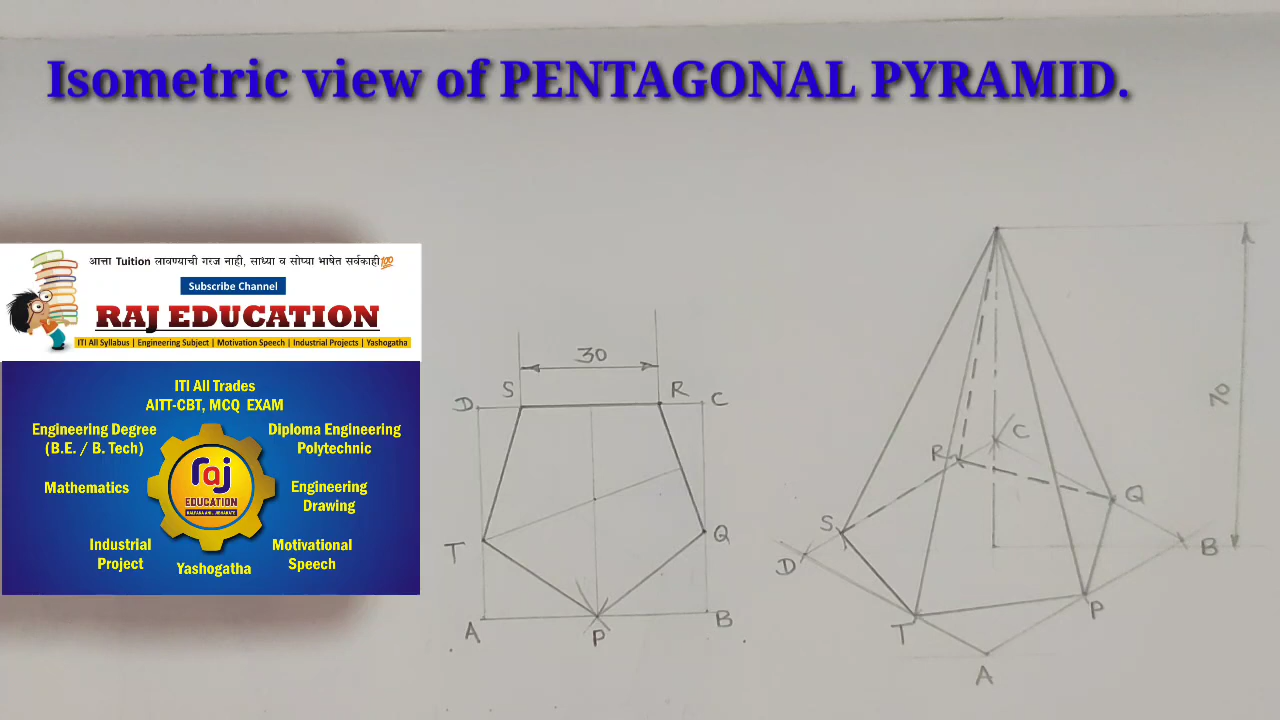 Isometric view of PENTAGONAL PYRAMID.
आत्ता Tuition लावण्याची गरज नाही, साध्या व सोप्या भाषेत सर्वकाही💯
Subscribe Channel
RAJ EDUCATION
ITI All Syllabus | Engineering Subject | Motivation Speech | Industrial Projects | Yashogatha
ITI All Trades
AITT-CBT, MCQ EXAM
Engineering Degree
(B.E. / B. Tech)
Diploma Engineering
Polytechnic
Mathematics
raj
EDUCATION
Engineering
Drawing
Industrial
Project
Yashogatha
Motivational
Speech
30
D S R C
T Q
A P B
70
C
R
Q
S
B
D
P
T
A